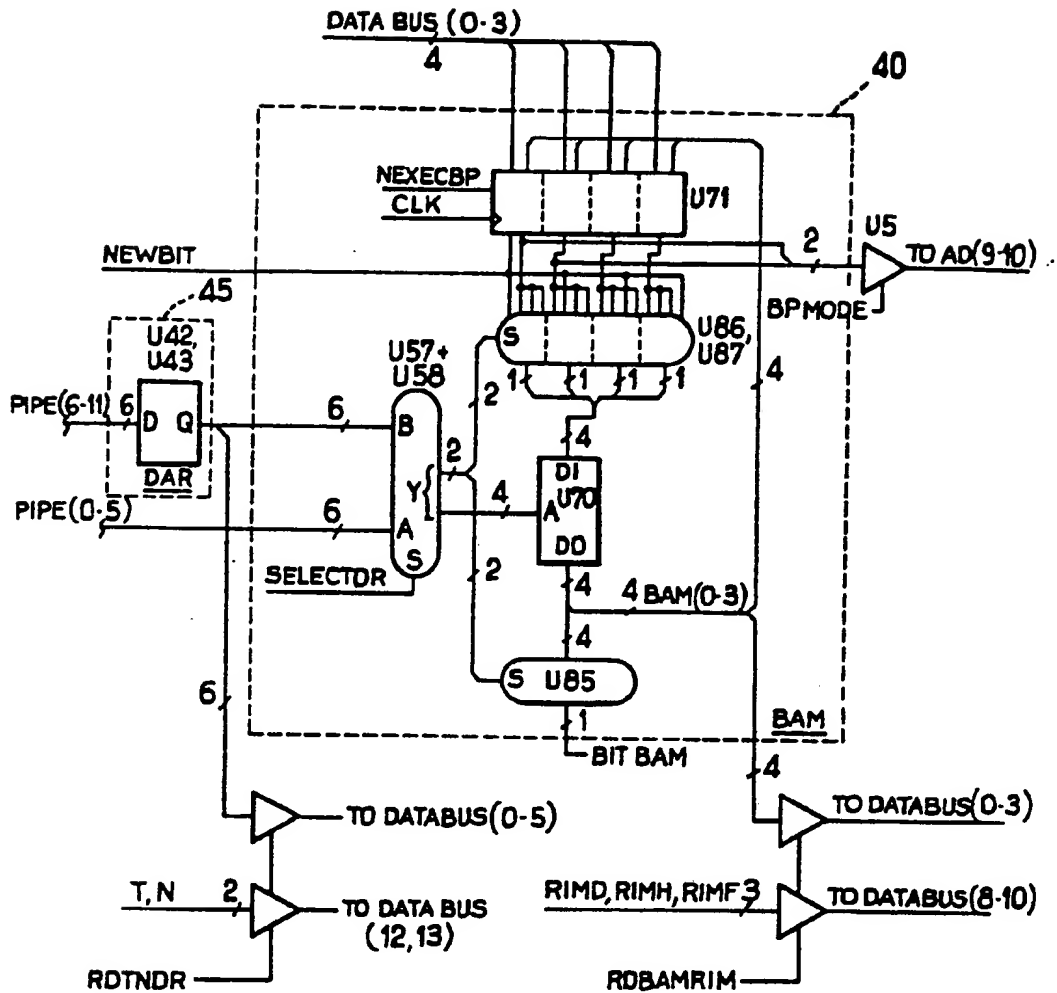 DATA BUS (0-3)
4
40
NEXECBP
CLK
U71
U5
2
TO AD(9-10)
NEWBIT
BPMODE
45
U42,
U43
U57+
U58
S
U86,
U87
1 1 1 1
2
4
PIPE(6-11) 6
D Q
6
B
2
4
DAR
Y
4
DI
U70
A
DO
PIPE(0-5)
6
A
S
SELECTDR
2
4
4 BAM(0-3)
4
S U85
6
1
BAM
BIT BAM
4
TO DATABUS(0-5)
TO DATABUS(0-3)
T, N 2
TO DATA BUS
(12,13)
RIMD, RIMH, RIMF 3
TO DATABUS(8-10)
RDTNDR
RDBAMRIM